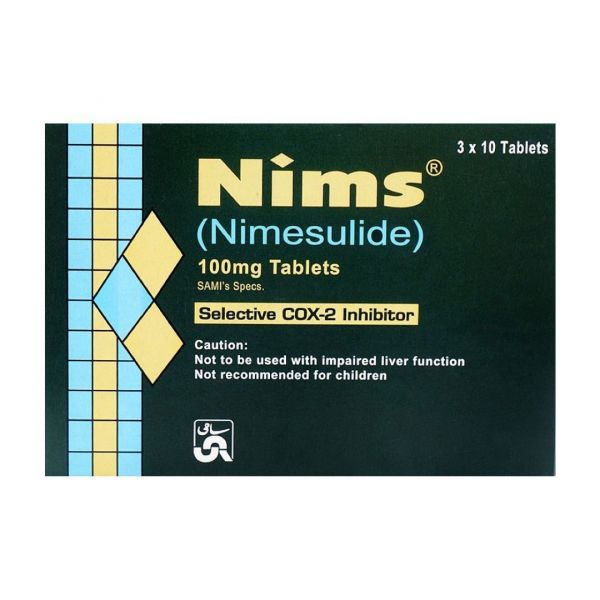 3 x 10 Tablets
Nims®
(Nimesulide)
100mg Tablets
SAMI's Specs.
Selective COX-2 Inhibitor
Caution:
Not to be used with impaired liver function
Not recommended for children
سامی